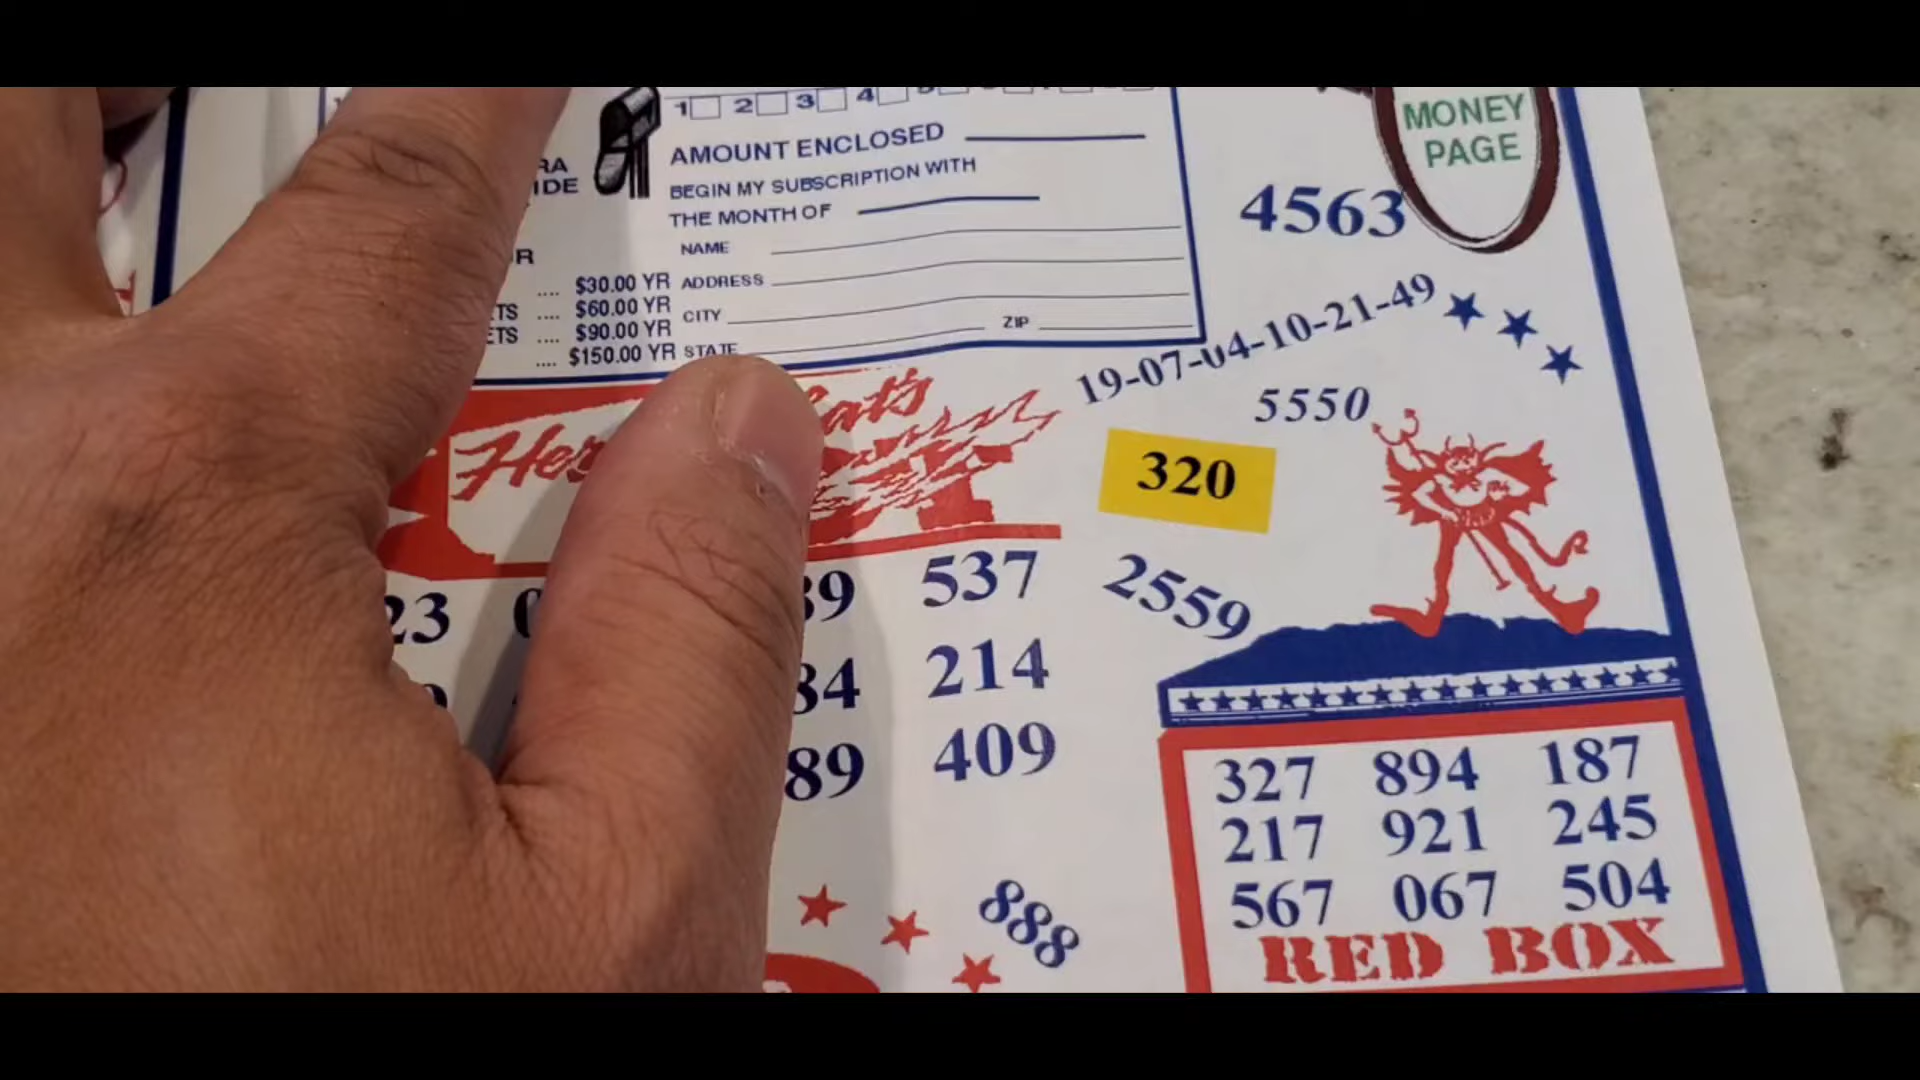 1 2 3 4
AMOUNT ENCLOSED
BEGIN MY SUBSCRIPTION WITH
THE MONTH OF
NAME
$30.00 YR ADDRESS
$60.00 YR CITY
$90.00 YR ZIP
$150.00 YR STATE
MONEY
PAGE
4563
19-07-04-10-21-49
5550
320
2559
537
214
84
89 409
888
327 894 187
217 921 245
567 067 504
RED BOX